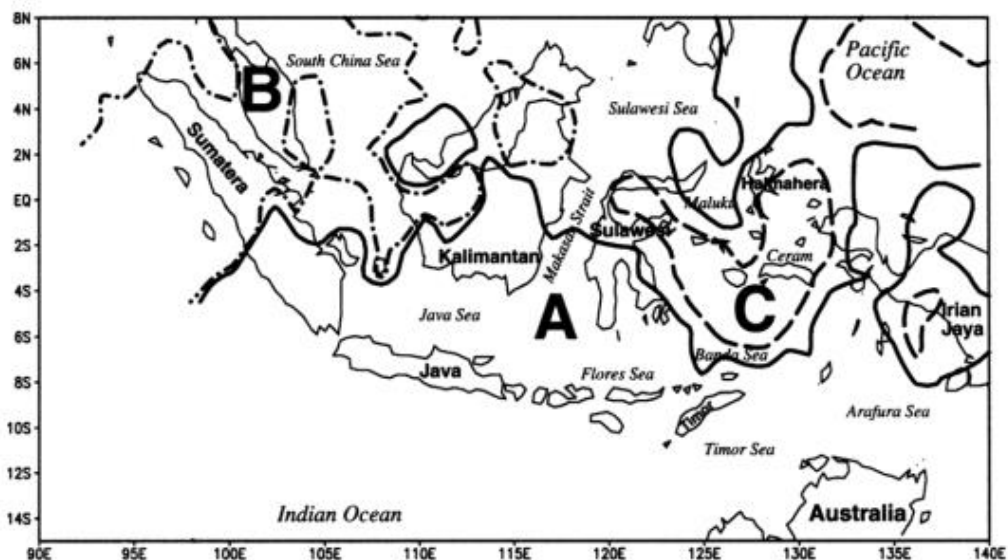 8N
6N
4N
2N
EQ
2S
4S
6S
8S
10S
12S
14S
90E
95E
100E
105E
110E
115E
120E
125E
130E
135E
140E
South China Sea
Pacific
Ocean
B
Sulawesi Sea
Sumatera
Halmahera
Maluku
Makasar Strait
Sulawesi
Kalimantan
Ceram
A
C
Java Sea
Irian
Jaya
Banda Sea
Java
Flores Sea
Timor
Arafura Sea
Timor Sea
Indian Ocean
Australia